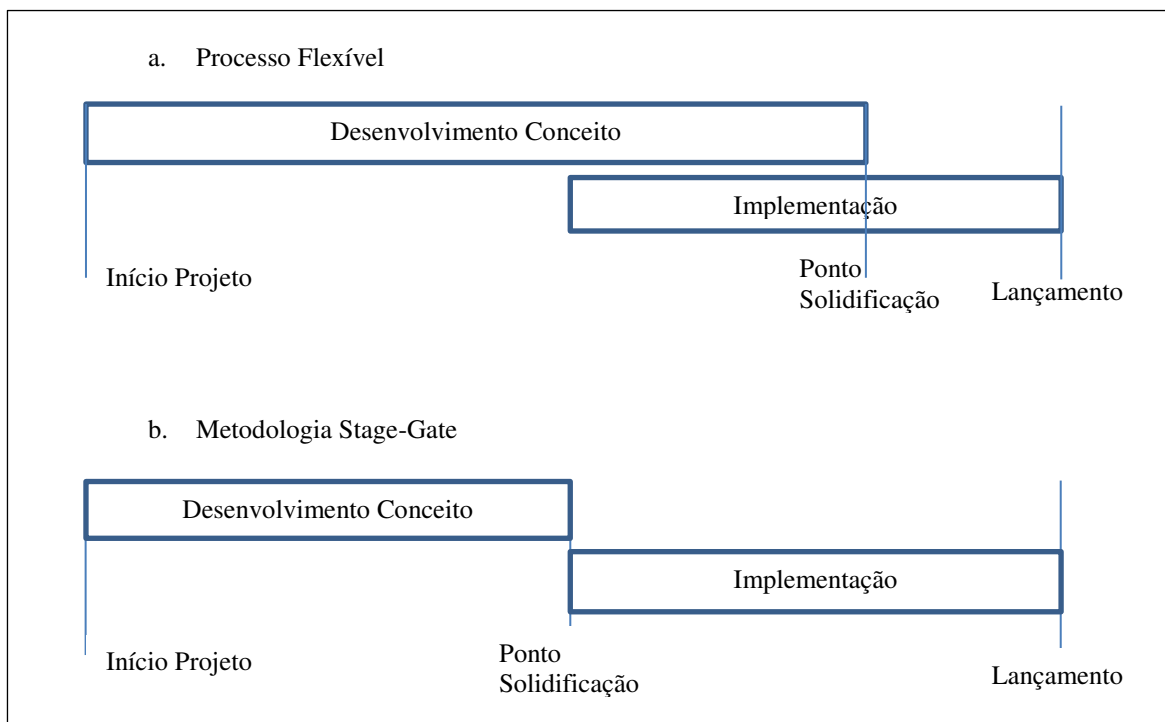 a. Processo Flexível
Desenvolvimento Conceito
Implementação
Início Projeto
Ponto
Solidificação
Lançamento
b. Metodologia Stage-Gate
Desenvolvimento Conceito
Implementação
Início Projeto
Ponto
Solidificação
Lançamento